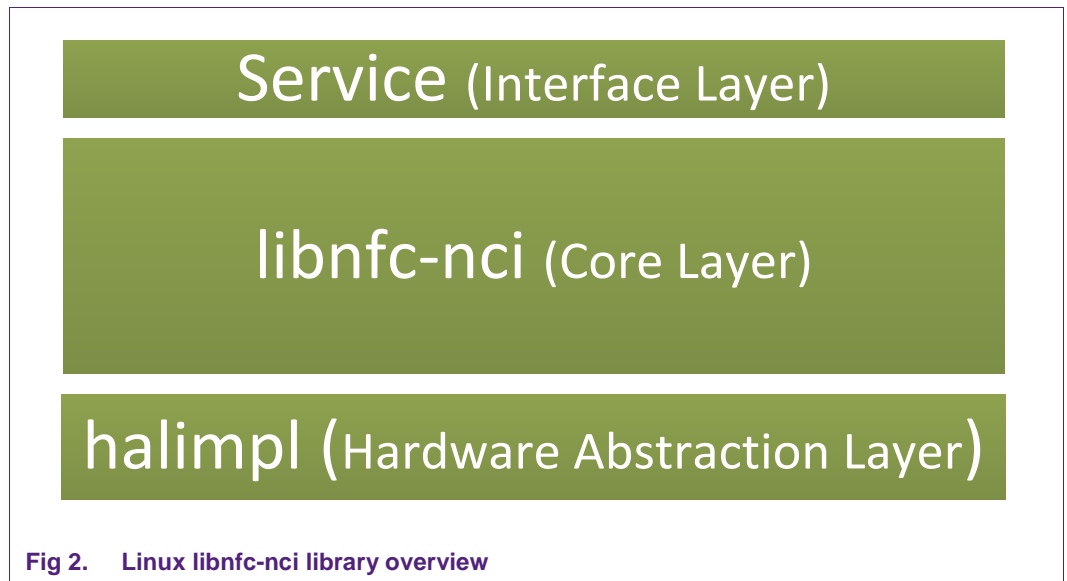 Service (Interface Layer)
libnfc-nci (Core Layer)
halimpl (Hardware Abstraction Layer)
Fig 2. Linux libnfc-nci library overview